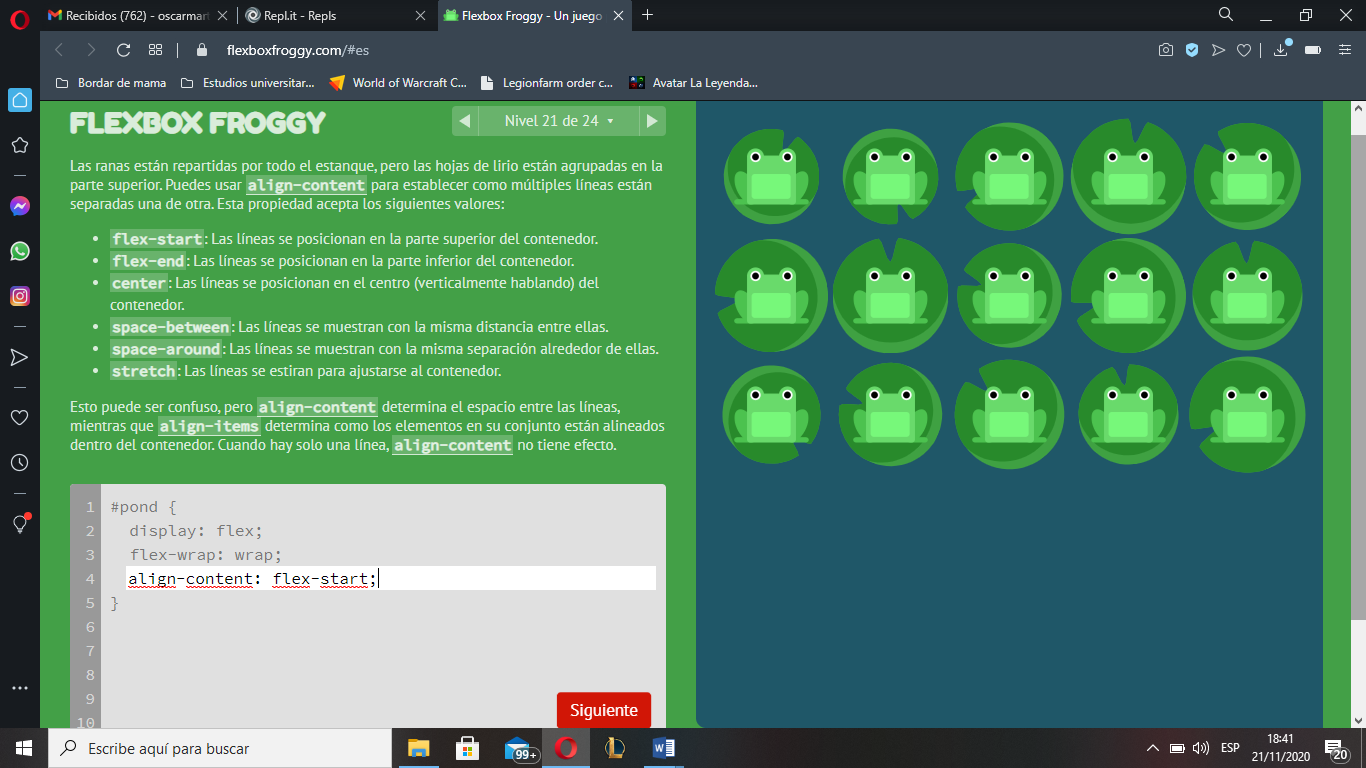 Recibidos (762) - oscarmar
Repl.it - Repls
Flexbox Froggy - Un juego
flexboxfroggy.com/#es
Bordar de mama
Estudios universitar...
World of Warcraft C...
Legionfarm order c...
Avatar La Leyenda...
FLEXBOX FROGGY
Nivel 21 de 24
Las ranas están repartidas por todo el estanque, pero las hojas de lirio están agrupadas en la
parte superior. Puedes usar align-content para establecer como múltiples líneas están
separadas una de otra. Esta propiedad acepta los siguientes valores:
• flex-start: Las líneas se posicionan en la parte superior del contenedor.
• flex-end: Las líneas se posicionan en la parte inferior del contenedor.
• center: Las líneas se posicionan en el centro (verticalmente hablando) del
contenedor.
• space-between: Las líneas se muestran con la misma distancia entre ellas.
• space-around: Las líneas se muestran con la misma separación alrededor de ellas.
• stretch: Las líneas se estiran para ajustarse al contenedor.
Esto puede ser confuso, pero align-content determina el espacio entre las líneas,
mientras que align-items determina como los elementos en su conjunto están alineados
dentro del contenedor. Cuando hay solo una línea, align-content no tiene efecto.
1 #pond {
2 display: flex;
3 flex-wrap: wrap;
4 align-content: flex-start;
5 }
6
7
8
9
10
Siguiente
Escribe aquí para buscar
99+
ESP
18:41
21/11/2020
20